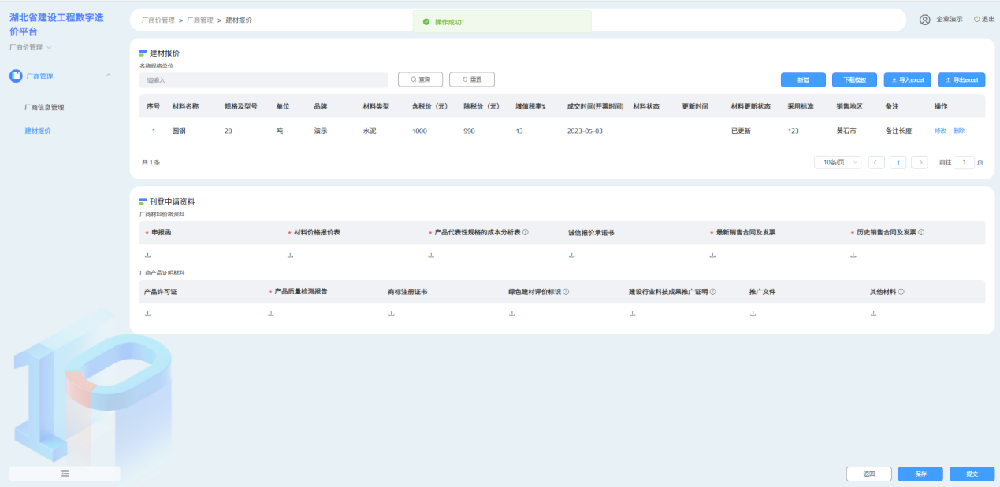 湖北省建设工程数字造
价平台
厂商价管理
厂商管理
厂商信息管理
建材报价
厂商价管理 > 厂商管理 > 建材报价
操作成功!
企业演示 退出
建材报价
名称规格单位
请输入 查询 重置 新增 下载模板 导入excel 导出excel
序号 材料名称 规格及型号 单位 品牌 材料类型 含税价（元） 除税价（元） 增值税率% 成交时间(开票时间) 材料状态 更新时间 材料更新状态 采用标准 销售地区 备注 操作
1 圆钢 20 吨 演示 水泥 1000 998 13 2023-05-03 已更新 123 黄石市 备注长度 修改 删除
共 1 条 10条/页 < 1 > 前往 1 页
刊登申请资料
厂商材料价格资料
* 申报函 * 材料价格报价表 * 产品代表性规格的成本分析表 诚信报价承诺书 * 最新销售合同及发票 * 历史销售合同及发票
厂商产品证明材料
产品许可证 * 产品质量检测报告 商标注册证书 绿色建材评价标识 建设行业科技成果推广证明 推广文件 其他材料
返回 保存 提交